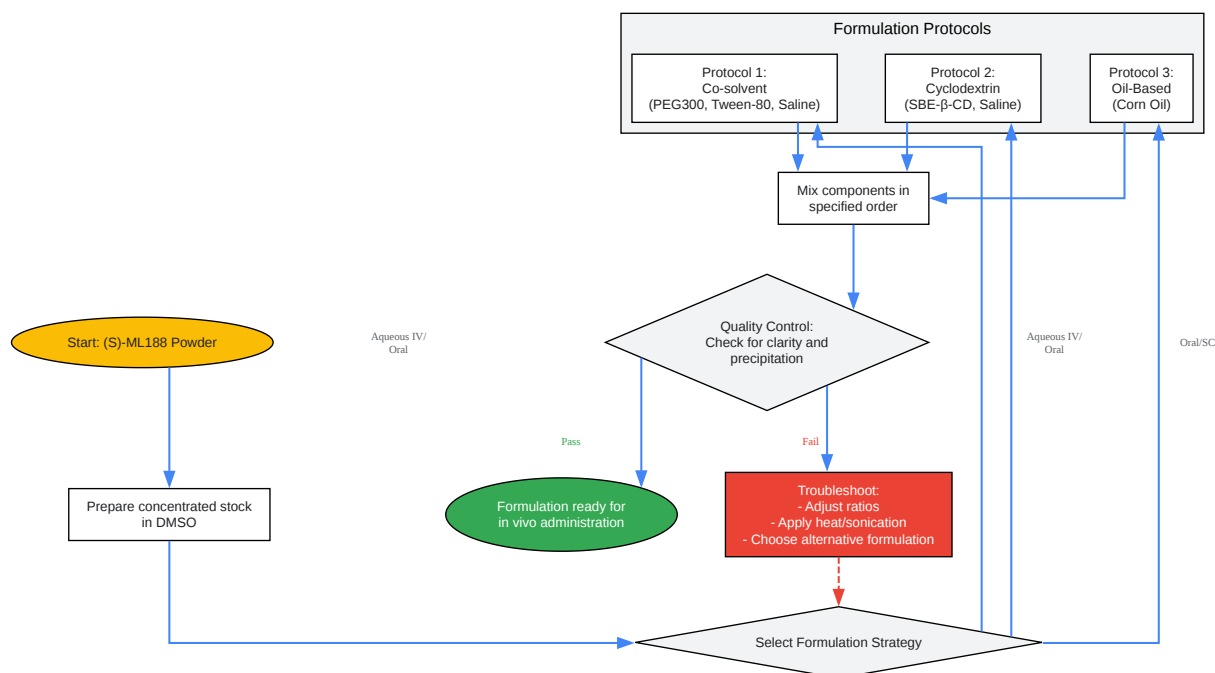 Formulation Protocols
Protocol 1:
Co-solvent
(PEG300, Tween-80, Saline)
Protocol 2:
Cyclodextrin
(SBE-β-CD, Saline)
Protocol 3:
Oil-Based
(Corn Oil)
Mix components in
specified order
Start: (S)-ML188 Powder
Aqueous IV/
Oral
Quality Control:
Check for clarity and
precipitation
Aqueous IV/
Oral
Oral/SC
Pass
Fail
Prepare concentrated stock
in DMSO
Formulation ready for
in vivo administration
Troubleshoot:
- Adjust ratios
- Apply heat/sonication
- Choose alternative formulation
Select Formulation Strategy